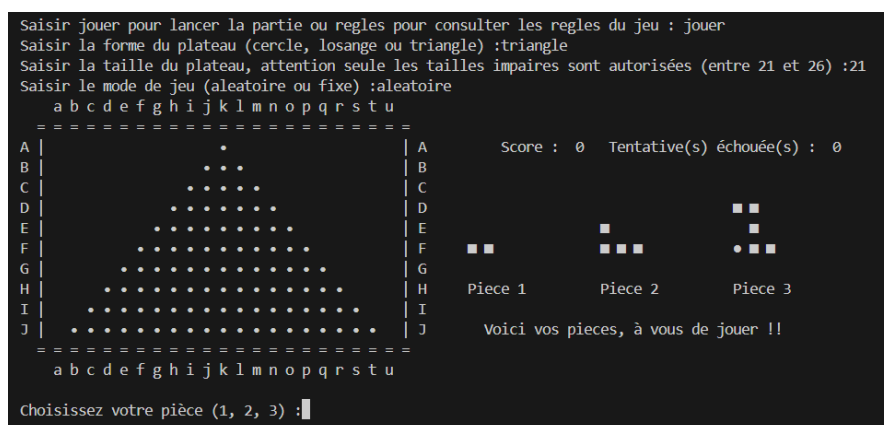 Saisir jouer pour lancer la partie ou regles pour consulter les regles du jeu : jouer
Saisir la forme du plateau (cercle, losange ou triangle) :triangle
Saisir la taille du plateau, attention seule les tailles impaires sont autorisées (entre 21 et 26) :21
Saisir le mode de jeu (aleatoire ou fixe) :aleatoire
a b c d e f g h i j k l m n o p q r s t u
= = = = = = = = = = = = = = = = = = = = = = =
A | • | A Score : 0 Tentative(s) échouée(s) : 0
B | • • • | B
C | • • • • • | C
D | • • • • • • • | D ■ ■
E | • • • • • • • • • | E ■ ■
F | • • • • • • • • • • • | F ■ ■ ■ ■ ■ • ■ ■
G | • • • • • • • • • • • • • | G
H | • • • • • • • • • • • • • • • | H Piece 1 Piece 2 Piece 3
I | • • • • • • • • • • • • • • • • • | I
J | • • • • • • • • • • • • • • • • • • • | J Voici vos pieces, à vous de jouer !!
= = = = = = = = = = = = = = = = = = = = = = =
a b c d e f g h i j k l m n o p q r s t u
Choisissez votre pièce (1, 2, 3) :